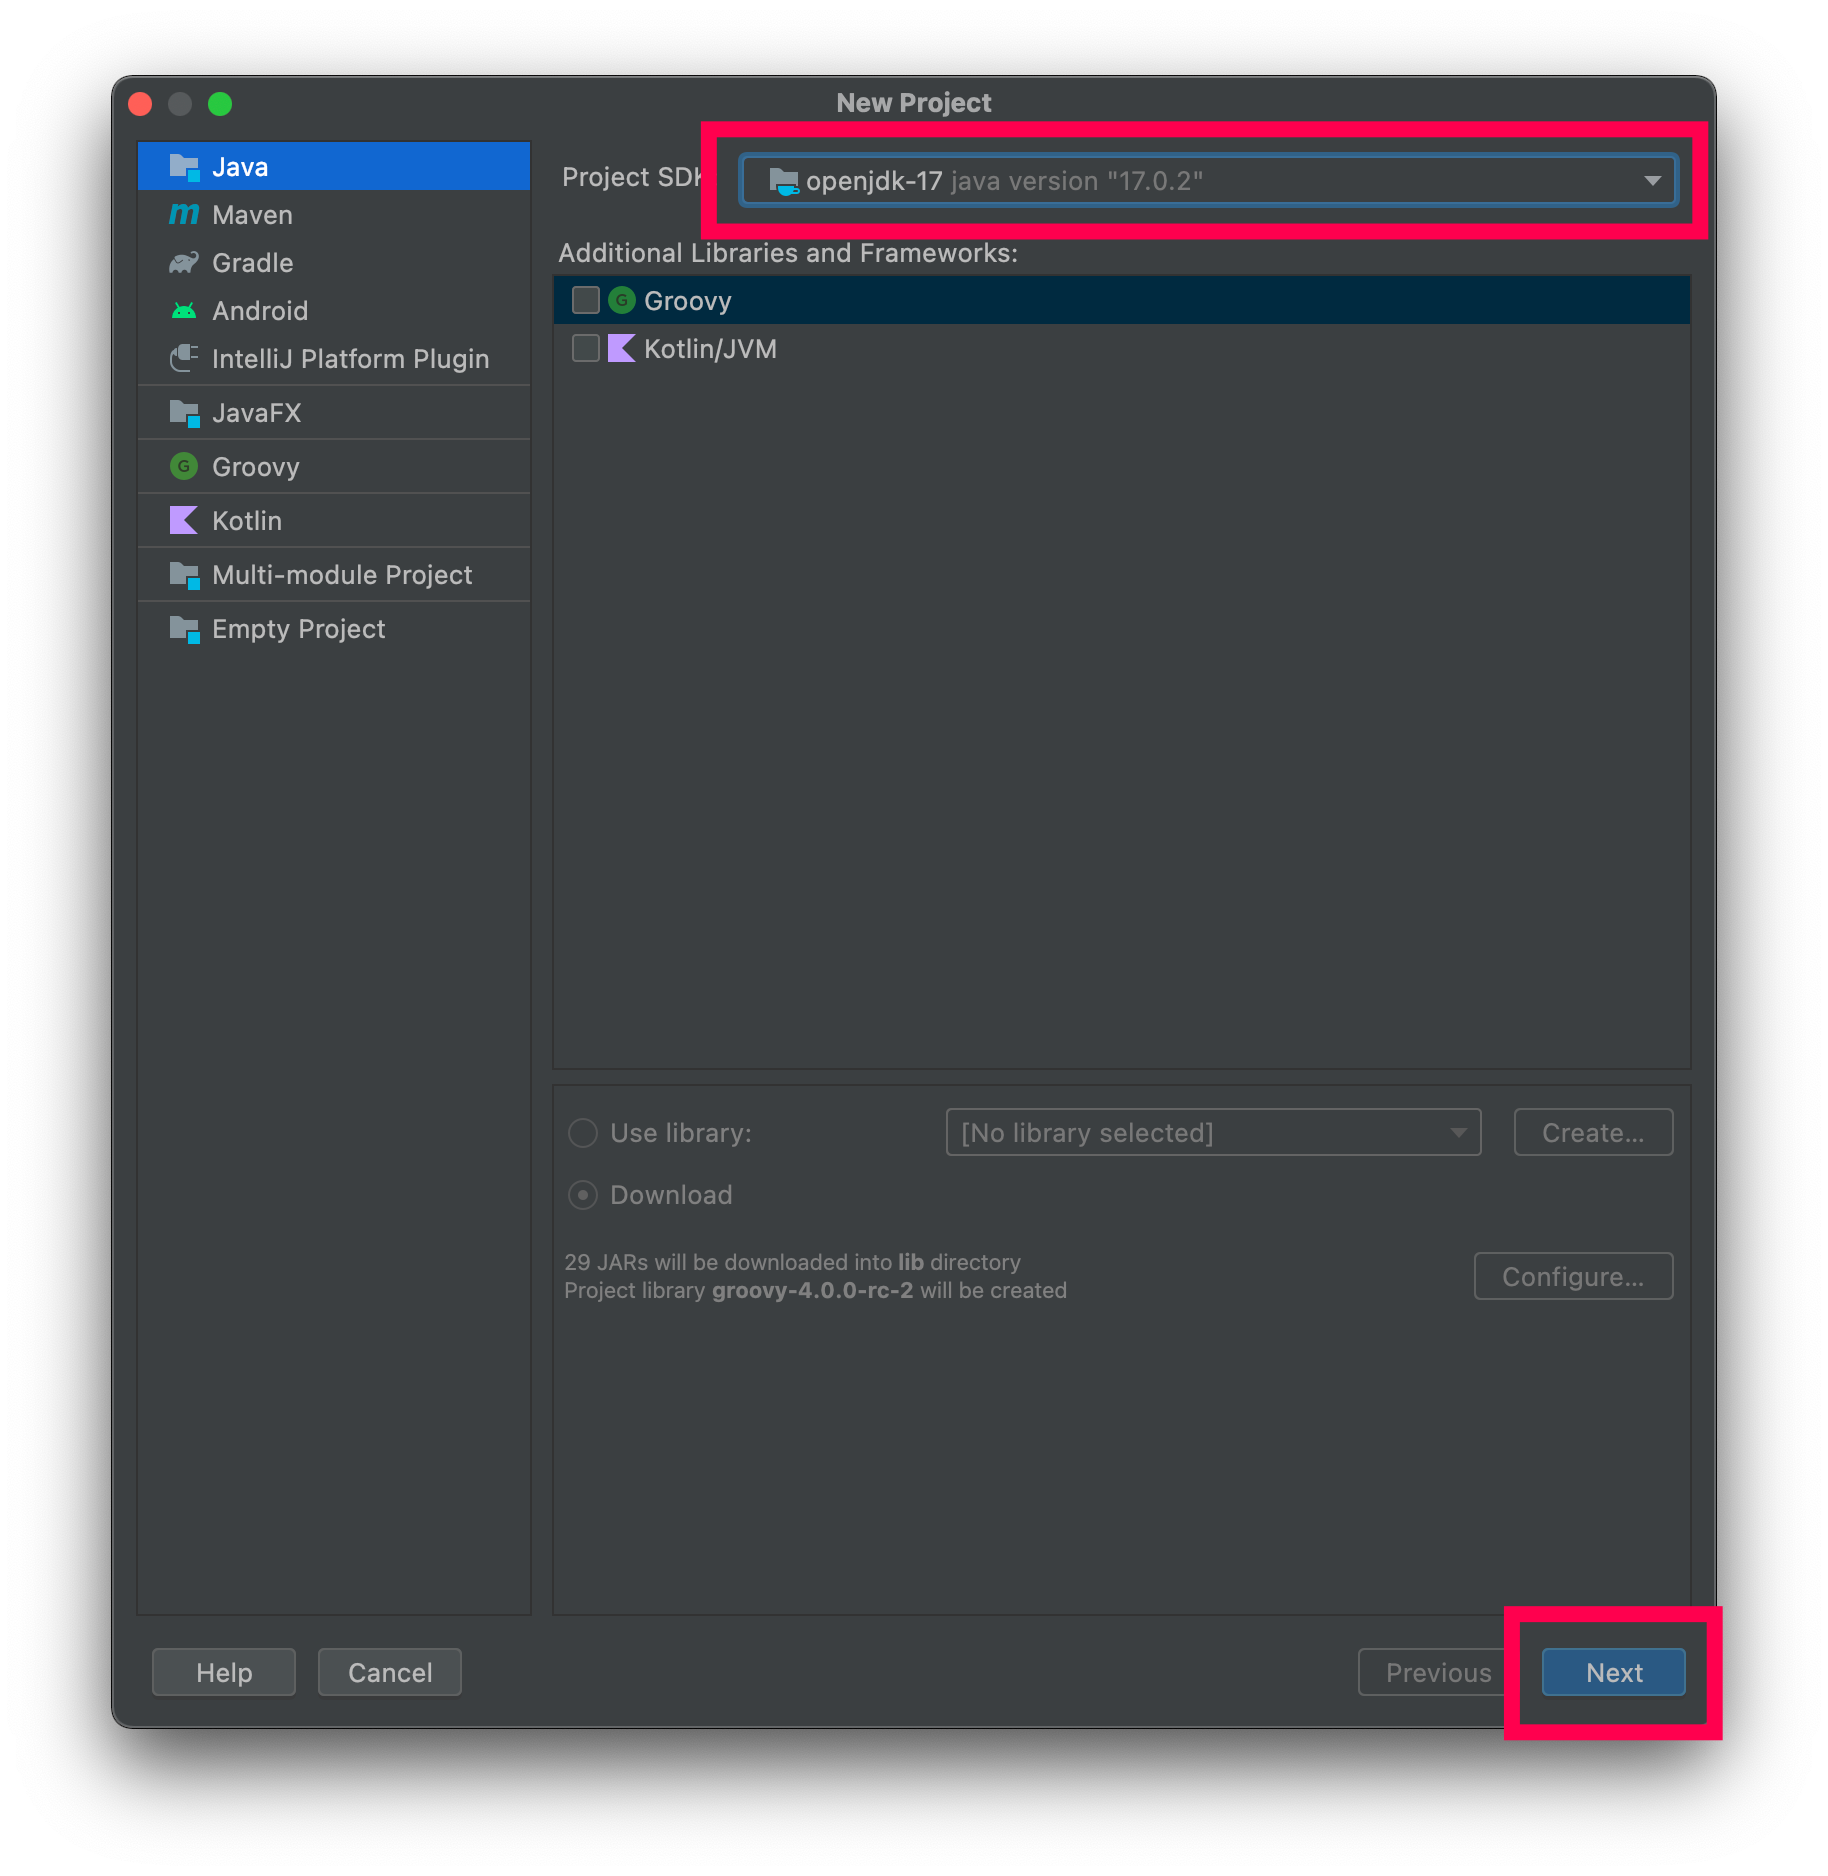 New Project
Java
Maven
Gradle
Android
IntelliJ Platform Plugin
JavaFX
Groovy
Kotlin
Multi-module Project
Empty Project
Project SDK
openjdk-17 java version "17.0.2"
Additional Libraries and Frameworks:
Groovy
Kotlin/JVM
Use library:
[No library selected]
Create...
Download
29 JARs will be downloaded into lib directory
Project library groovy-4.0.0-rc-2 will be created
Configure...
Help
Cancel
Previous
Next